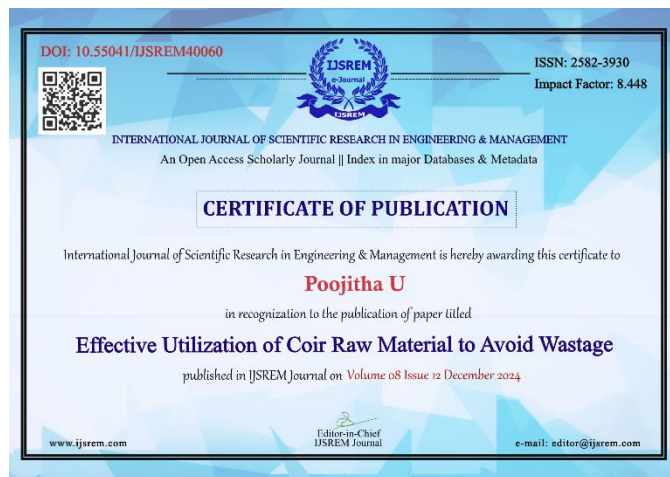 DOI: 10.55041/IJSREM40060
ISSN: 2582-3930
Impact Factor: 8.448
IJSREM
e-Journal
IJSREM
INTERNATIONAL JOURNAL OF SCIENTIFIC RESEARCH IN ENGINEERING & MANAGEMENT
An Open Access Scholarly Journal || Index in major Databases & Metadata
CERTIFICATE OF PUBLICATION
International Journal of Scientific Research in Engineering & Management is hereby awarding this certificate to
Poojitha U
in recognization to the publication of paper titled
Effective Utilization of Coir Raw Material to Avoid Wastage
published in IJSREM Journal on Volume 08 Issue 12 December 2024
Editor-in-Chief
IJSREM Journal
www.ijsrem.com
e-mail: editor@ijsrem.com